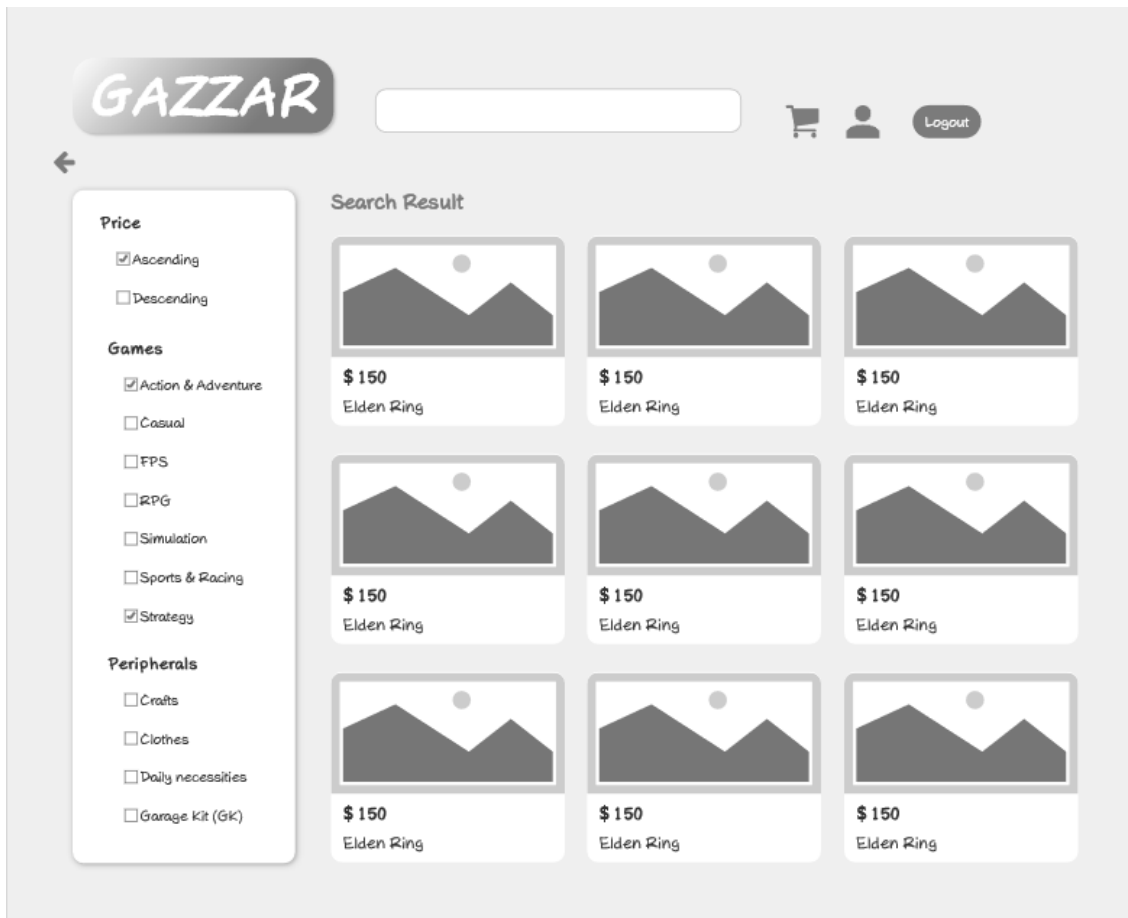 GAZZAR
Logout
Price
Ascending
Descending
Games
Action & Adventure
Casual
FPS
RPG
Simulation
Sports & Racing
Strategy
Peripherals
Crafts
Clothes
Daily necessities
Garage Kit (GK)
Search Result
$ 150
Elden Ring
$ 150
Elden Ring
$ 150
Elden Ring
$ 150
Elden Ring
$ 150
Elden Ring
$ 150
Elden Ring
$ 150
Elden Ring
$ 150
Elden Ring
$ 150
Elden Ring